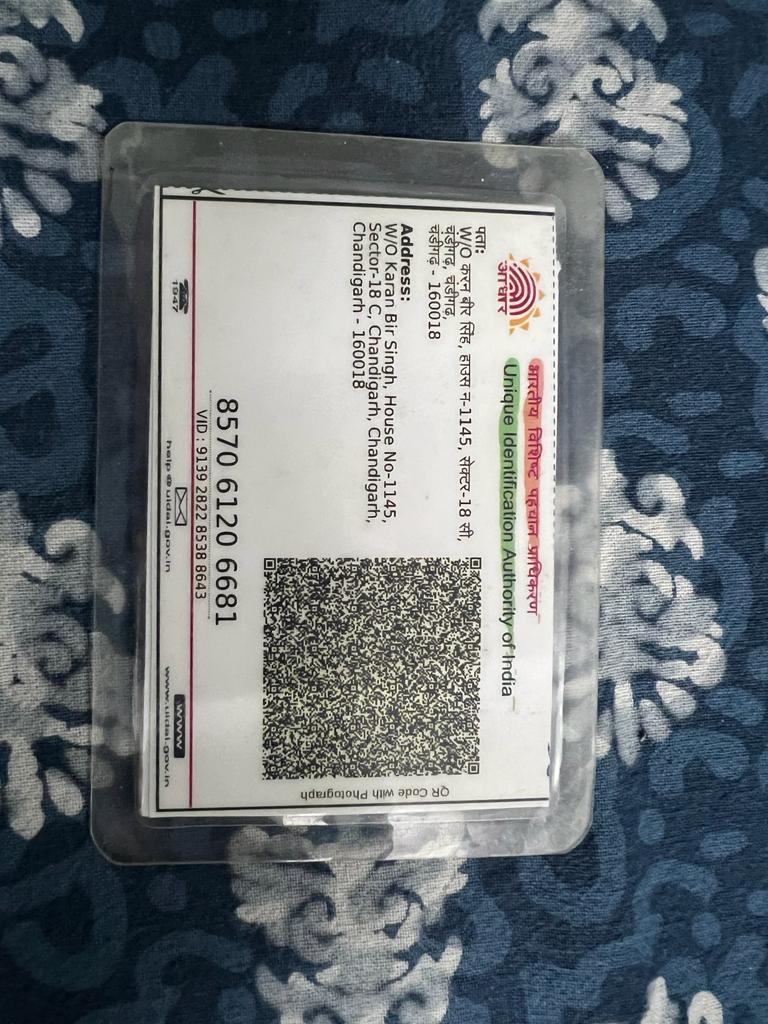 भारतीय विशिष्ट पहचान प्राधिकरण
Unique Identification Authority of India
आधार
पता:
W/O करन बीर सिंह, हाउस न-1145, सेक्टर-18 सी,
चंडीगढ़, चंडीगढ़,
चंडीगढ़ - 160018
Address:
W/O Karan Bir Singh, House No-1145,
Sector-18 C, Chandigarh, Chandigarh,
Chandigarh - 160018
QR Code with Photograph
8570 6120 6681
VID : 9139 2822 8538 8643
1947
help@uidai.gov.in
www
www.uidai.gov.in